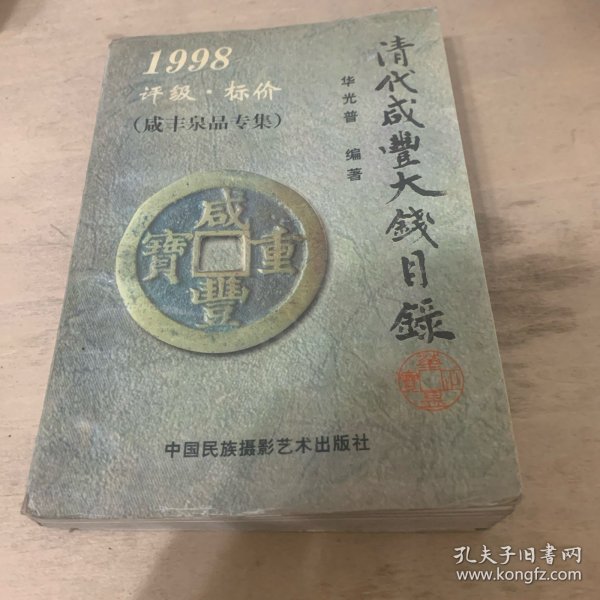 1998
评级·标价
(咸丰泉品专集)
清代咸豐大錢目錄
华光普 编著
咸豐重寶
中国民族摄影艺术出版社
孔夫子旧书网
www.kongfz.com